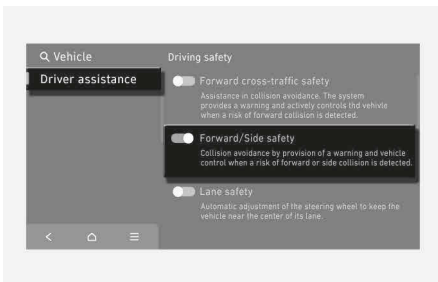 Vehicle
Driving safety
Driver assistance
Forward cross-traffic safety
Assistance in collision avoidance. The system
provides a warning and actively controls thd vehivle
when a risk of forward collision is detected.
Forward/Side safety
Collision avoidance by provision of a warning and vehicle
control when a risk of forward or side collision is detected.
Lane safety
Automatic adjustment of the steering wheel to keep the
vehicle near the center of its lane.